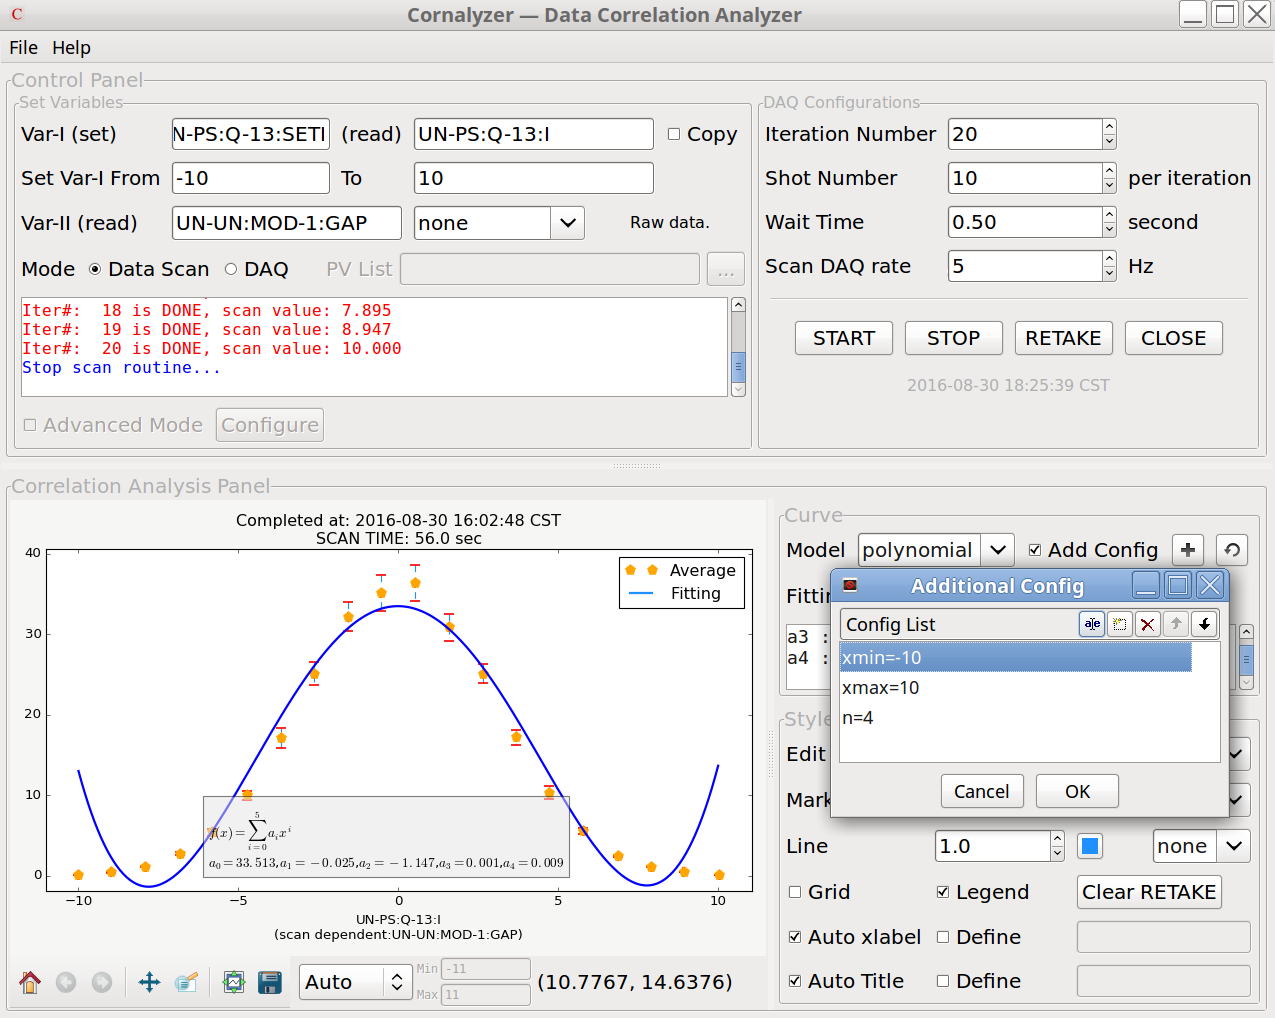 C Cornalyzer — Data Correlation Analyzer
File Help
Control Panel
Set Variables
Var-I (set) N-PS:Q-13:SETI (read) UN-PS:Q-13:I Copy
Set Var-I From -10 To 10
Var-II (read) UN-UN:MOD-1:GAP none Raw data.
Mode Data Scan DAQ PV List ...
Iter#: 18 is DONE, scan value: 7.895
Iter#: 19 is DONE, scan value: 8.947
Iter#: 20 is DONE, scan value: 10.000
Stop scan routine...
Advanced Mode Configure
DAQ Configurations
Iteration Number 20
Shot Number 10 per iteration
Wait Time 0.50 second
Scan DAQ rate 5 Hz
START STOP RETAKE CLOSE
2016-08-30 18:25:39 CST
Correlation Analysis Panel
Completed at: 2016-08-30 16:02:48 CST
SCAN TIME: 56.0 sec
40
30
20
10
0
Average
Fitting
f(x)=∑_{i=0}^{5} a_i x^i
a_0=33.513,a_1=−0.025,a_2=−1.147,a_3=0.001,a_4=0.009
−10 −5 0 5 10
UN-PS:Q-13:I
(scan dependent:UN-UN:MOD-1:GAP)
Auto Min -11
Max 11
(10.7767, 14.6376)
Curve
Model polynomial Add Config
Fittin
a3 :
a4 :
Additional Config
Config List
xmin=-10
xmax=10
n=4
Cancel OK
Style
Edit
Mark
Line 1.0 none
Grid Legend Clear RETAKE
Auto xlabel Define
Auto Title Define